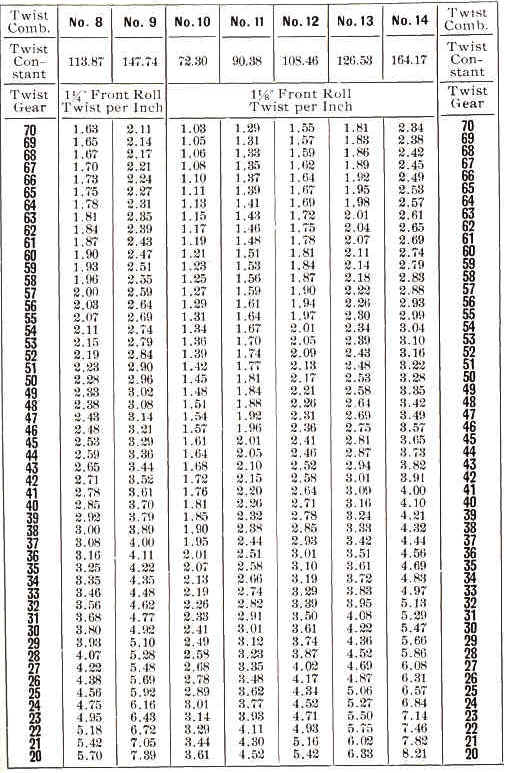 Twist Comb. No. 8 No. 9 No. 10 No. 11 No. 12 No. 13 No. 14 Twist Comb.
Twist Con- stant 113.87 147.74 72.30 90.38 108.46 126.53 164.17 Twist Con- stant
Twist Gear 1¼" Front Roll Twist per Inch 1⅛" Front Roll Twist per Inch Twist Gear
70 1.63 2.11 1.03 1.29 1.55 1.81 2.34 70
69 1.65 2.14 1.05 1.31 1.57 1.83 2.38 69
68 1.67 2.17 1.06 1.33 1.59 1.86 2.42 68
67 1.70 2.21 1.08 1.35 1.62 1.89 2.45 67
66 1.73 2.24 1.10 1.37 1.64 1.92 2.49 66
65 1.75 2.27 1.11 1.39 1.67 1.95 2.53 65
64 1.78 2.31 1.13 1.41 1.69 1.98 2.57 64
63 1.81 2.35 1.15 1.43 1.72 2.01 2.61 63
62 1.84 2.39 1.17 1.46 1.75 2.04 2.65 62
61 1.87 2.43 1.19 1.48 1.78 2.07 2.69 61
60 1.90 2.47 1.21 1.51 1.81 2.11 2.74 60
59 1.93 2.51 1.23 1.53 1.84 2.14 2.79 59
58 1.96 2.55 1.25 1.56 1.87 2.18 2.83 58
57 2.00 2.59 1.27 1.59 1.90 2.22 2.88 57
56 2.03 2.64 1.29 1.61 1.94 2.26 2.93 56
55 2.07 2.69 1.31 1.64 1.97 2.30 2.99 55
54 2.11 2.74 1.34 1.67 2.01 2.34 3.04 54
53 2.15 2.79 1.36 1.70 2.05 2.39 3.10 53
52 2.19 2.84 1.39 1.74 2.09 2.43 3.16 52
51 2.23 2.90 1.42 1.77 2.13 2.48 3.22 51
50 2.28 2.96 1.45 1.81 2.17 2.53 3.28 50
49 2.33 3.02 1.48 1.84 2.21 2.58 3.35 49
48 2.38 3.08 1.51 1.88 2.26 2.64 3.42 48
47 2.43 3.14 1.54 1.92 2.31 2.69 3.49 47
46 2.48 3.21 1.57 1.96 2.36 2.75 3.57 46
45 2.53 3.29 1.61 2.01 2.41 2.81 3.65 45
44 2.59 3.36 1.64 2.05 2.46 2.87 3.73 44
43 2.65 3.44 1.68 2.10 2.52 2.94 3.82 43
42 2.71 3.52 1.72 2.15 2.58 3.01 3.91 42
41 2.78 3.61 1.76 2.20 2.64 3.09 4.00 41
40 2.85 3.70 1.81 2.26 2.71 3.16 4.10 40
39 2.92 3.79 1.85 2.32 2.78 3.24 4.21 39
38 3.00 3.89 1.90 2.38 2.85 3.33 4.32 38
37 3.08 4.00 1.95 2.44 2.93 3.42 4.44 37
36 3.16 4.11 2.01 2.51 3.01 3.51 4.56 36
35 3.25 4.22 2.07 2.58 3.10 3.61 4.69 35
34 3.35 4.35 2.13 2.66 3.19 3.72 4.83 34
33 3.46 4.48 2.19 2.74 3.29 3.83 4.97 33
32 3.56 4.62 2.26 2.82 3.39 3.95 5.13 32
31 3.68 4.77 2.33 2.91 3.50 4.08 5.29 31
30 3.80 4.92 2.41 3.01 3.61 4.22 5.47 30
29 3.93 5.10 2.49 3.12 3.74 4.36 5.66 29
28 4.07 5.28 2.58 3.23 3.87 4.52 5.86 28
27 4.22 5.48 2.68 3.35 4.02 4.69 6.08 27
26 4.38 5.69 2.78 3.48 4.17 4.87 6.31 26
25 4.56 5.92 2.89 3.62 4.34 5.06 6.57 25
24 4.75 6.16 3.01 3.77 4.52 5.27 6.84 24
23 4.95 6.43 3.14 3.93 4.71 5.50 7.14 23
22 5.18 6.72 3.29 4.11 4.93 5.75 7.46 22
21 5.42 7.05 3.44 4.30 5.16 6.02 7.82 21
20 5.70 7.39 3.61 4.52 5.42 6.33 8.21 20